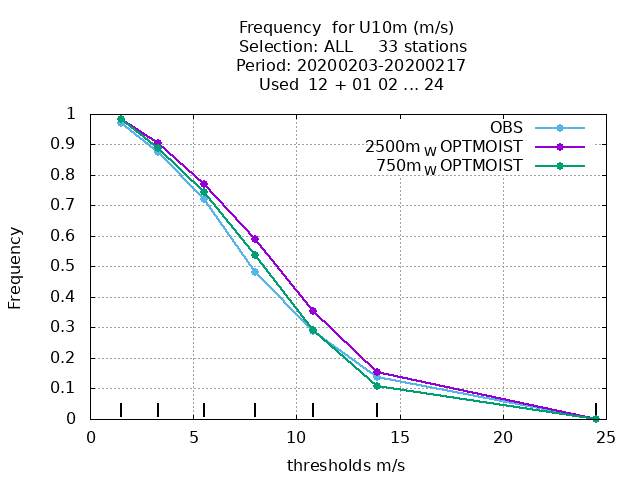 Frequency  for U10m (m/s)
Selection: ALL     33 stations
Period: 20200203-20200217
Used  12 + 01 02 ... 24
OBS
2500m_W OPTMOIST
750m_W OPTMOIST
1
0.9
0.8
0.7
0.6
0.5
0.4
0.3
0.2
0.1
0
Frequency
0 5 10 15 20 25
thresholds m/s